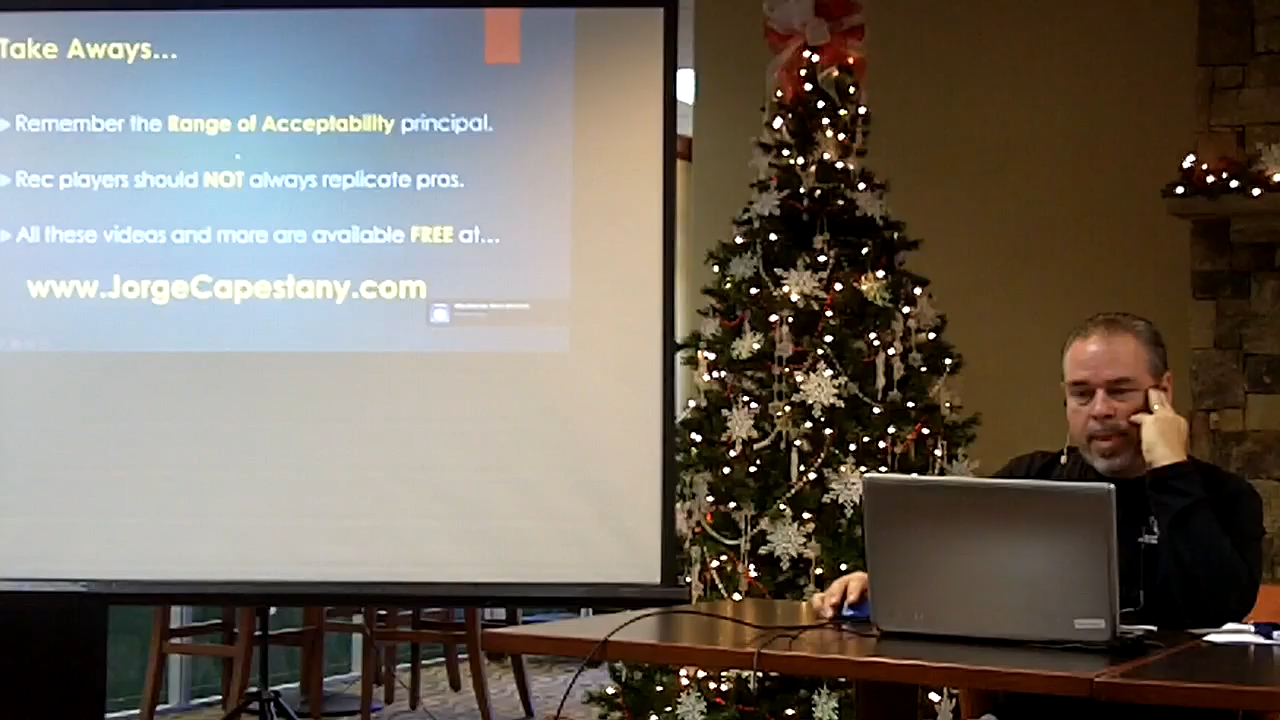 Take Aways...
Remember the Range of Acceptability principal.
Rec players should NOT always replicate pros.
All these videos and more are available FREE at...
www.JorgeCapestany.com